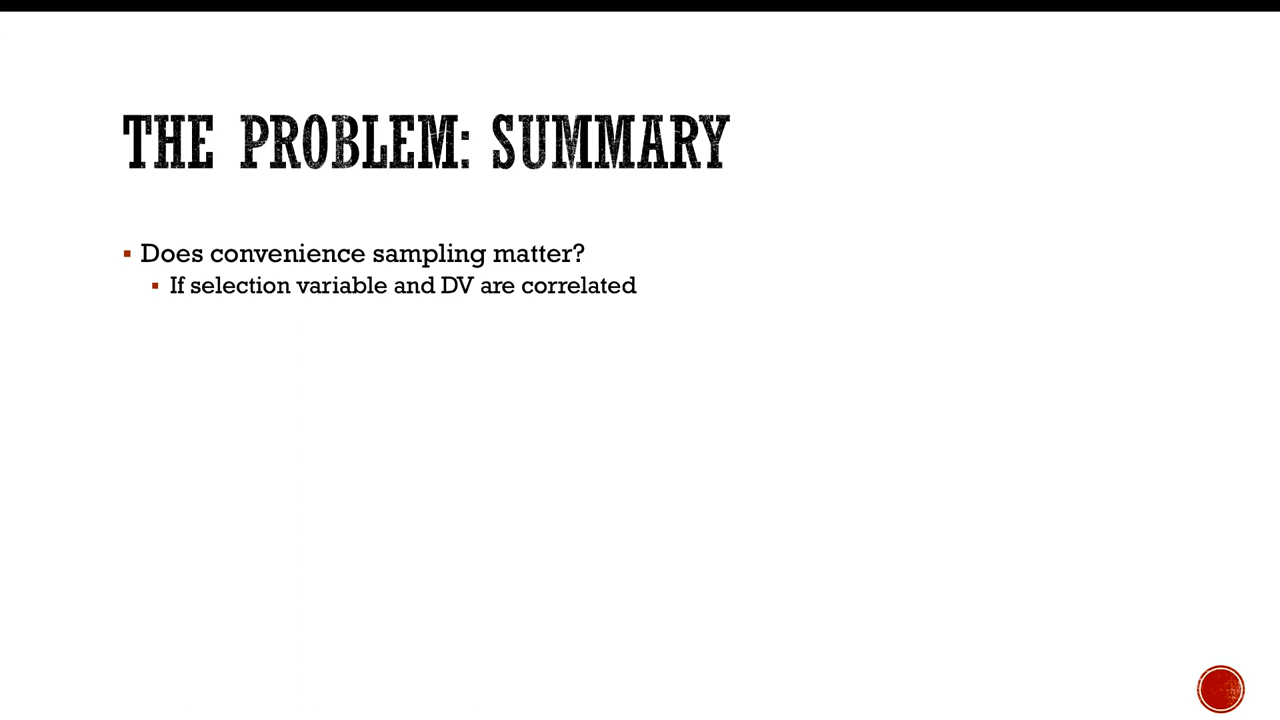 THE PROBLEM: SUMMARY
Does convenience sampling matter?
If selection variable and DV are correlated